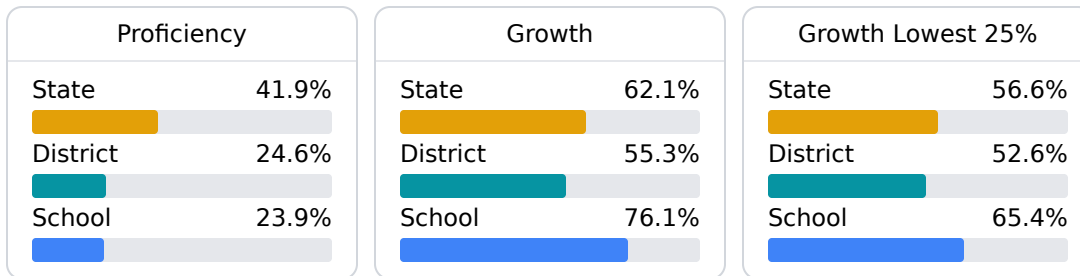 Proficiency
State 41.9%
District 24.6%
School 23.9%
Growth
State 62.1%
District 55.3%
School 76.1%
Growth Lowest 25%
State 56.6%
District 52.6%
School 65.4%